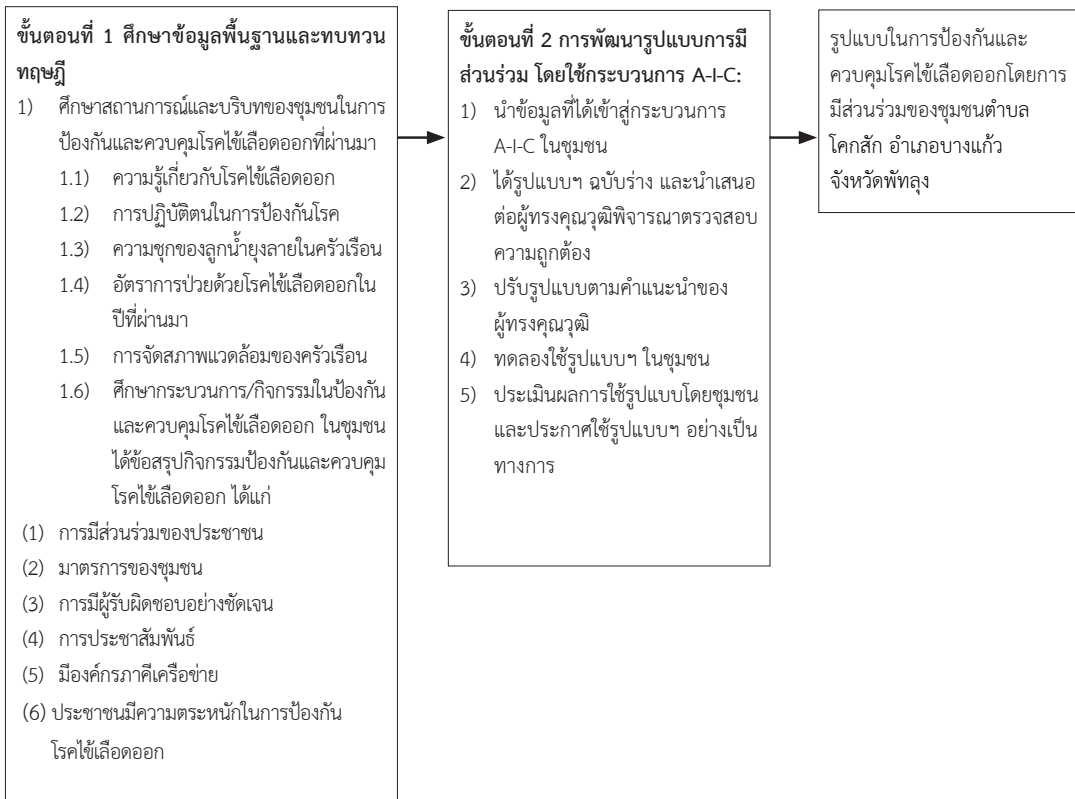 ขั้นตอนที่ 1 ศึกษาข้อมูลพื้นฐานและทบทวน
ทฤษฎี
1) ศึกษาสถานการณ์และบริบทของชุมชนในการ
ป้องกันและควบคุมโรคไข้เลือดออกที่ผ่านมา
1.1) ความรู้เกี่ยวกับโรคไข้เลือดออก
1.2) การปฏิบัติตนในการป้องกันโรค
1.3) ความชุกของลูกน้ำยุงลายในครัวเรือน
1.4) อัตราการป่วยด้วยโรคไข้เลือดออกใน
ปีที่ผ่านมา
1.5) การจัดสภาพแวดล้อมของครัวเรือน
1.6) ศึกษากระบวนการ/กิจกรรมในป้องกัน
และควบคุมโรคไข้เลือดออก ในชุมชน
ได้ข้อสรุปกิจกรรมป้องกันและควบคุม
โรคไข้เลือดออก ได้แก่
(1) การมีส่วนร่วมของประชาชน
(2) มาตรการของชุมชน
(3) การมีผู้รับผิดชอบอย่างชัดเจน
(4) การประชาสัมพันธ์
(5) มีองค์กรภาคีเครือข่าย
(6) ประชาชนมีความตระหนักในการป้องกัน
โรคไข้เลือดออก
ขั้นตอนที่ 2 การพัฒนารูปแบบการมี
ส่วนร่วม โดยใช้กระบวนการ A-I-C:
1) นำข้อมูลที่ได้เข้าสู่กระบวนการ
A-I-C ในชุมชน
2) ได้รูปแบบฯ ฉบับร่าง และนำเสนอ
ต่อผู้ทรงคุณวุฒิพิจารณาตรวจสอบ
ความถูกต้อง
3) ปรับรูปแบบตามคำแนะนำของ
ผู้ทรงคุณวุฒิ
4) ทดลองใช้รูปแบบฯ ในชุมชน
5) ประเมินผลการใช้รูปแบบโดยชุมชน
และประกาศใช้รูปแบบฯ อย่างเป็น
ทางการ
รูปแบบในการป้องกันและ
ควบคุมโรคไข้เลือดออกโดยการ
มีส่วนร่วมของชุมชนตำบล
โคกสัก อำเภอบางแก้ว
จังหวัดพัทลุง